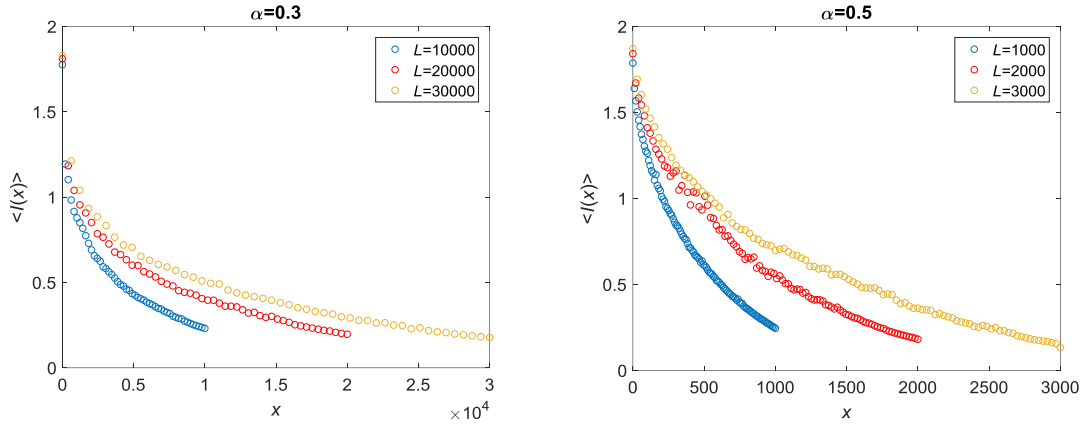 α=0.3
2
1.5
1
0.5
0
<I(x)>
L=10000
L=20000
L=30000
0 0.5 1 1.5 2 2.5 3
x
×10^4
α=0.5
2
1.5
1
0.5
0
<I(x)>
L=1000
L=2000
L=3000
0 500 1000 1500 2000 2500 3000
x